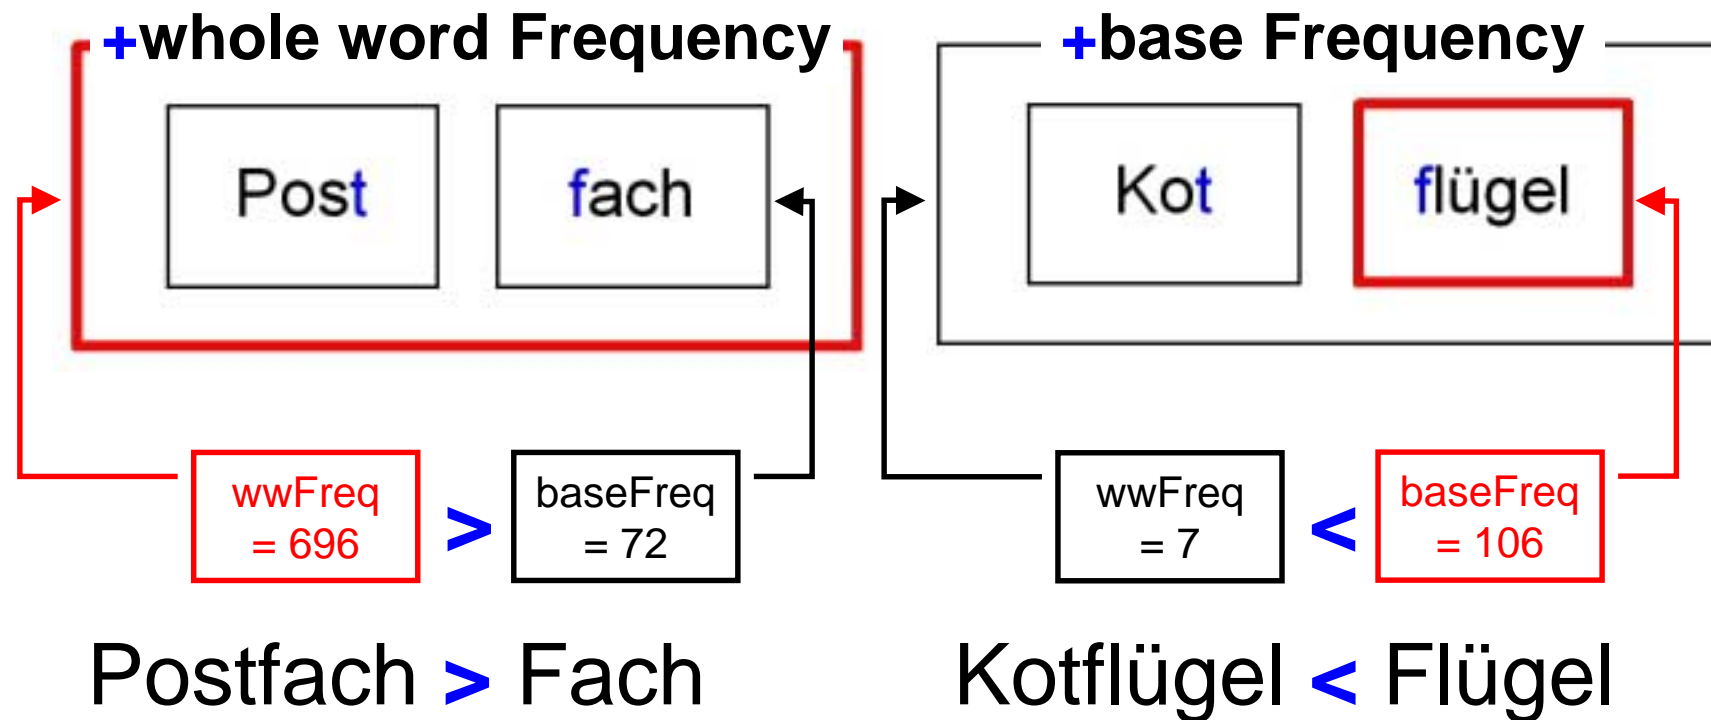 +whole word Frequency
Post fach
wwFreq
= 696
>
baseFreq
= 72
Postfach > Fach
+base Frequency
Kot flügel
wwFreq
= 7
<
baseFreq
= 106
Kotflügel < Flügel